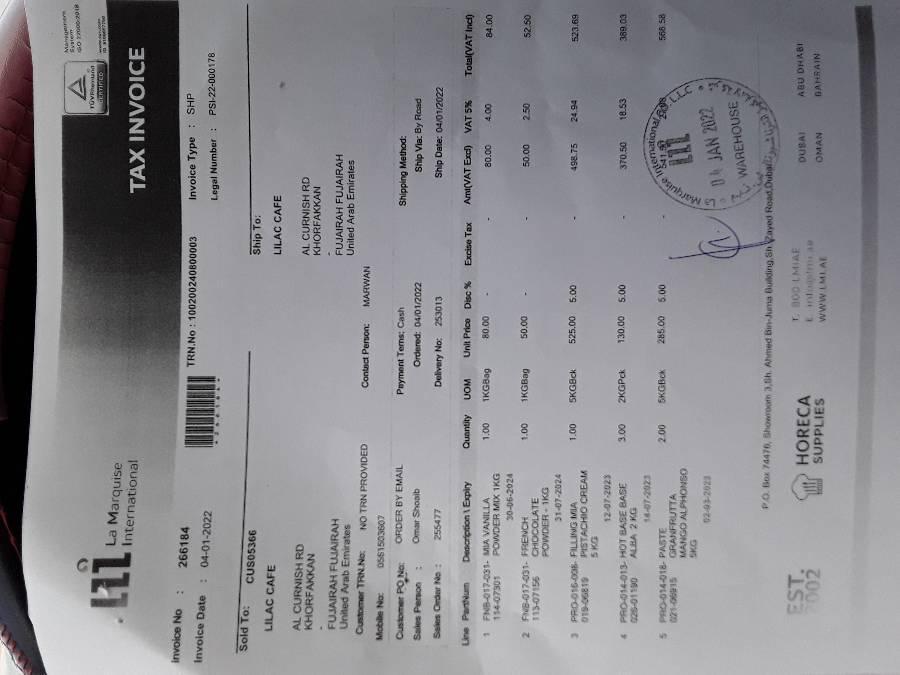 La Marquise
International
Management
System
ISO 22000:2018
TÜVRheinland
CERTIFIED
TAX INVOICE
Invoice No : 266184
TRN.No : 100200240800003
Invoice Type : SHP
Invoice Date : 04-01-2022
Legal Number : PSI-22-000178
Sold To: CUS05366
Ship To:
LILAC CAFE
LILAC CAFE
AL CURNISH RD
KHORFAKKAN
-
FUJAIRAH FUJAIRAH
United Arab Emirates
AL CURNISH RD
KHORFAKKAN
-
FUJAIRAH FUJAIRAH
United Arab Emirates
Customer TRN.No: NO TRN PROVIDED
Mobile No: 0561503607
Contact Person: MARWAN
Customer PO No: ORDER BY EMAIL
Payment Terms: Cash
Shipping Method:
Sales Person : Omar Shoaib
Ordered: 04/01/2022
Ship Via: By Road
Sales Order No : 255477
Delivery No: 253013
Ship Date: 04/01/2022
Line PartNum Description \ Expiry Quantity UOM Unit Price Disc % Excise Tax Amt(VAT Excl) VAT 5% Total(VAT Incl)
1 FNB-017-031- MIA VANILLA 1.00 1KGBag 80.00 - - 80.00 4.00 84.00
114-07301 POWDER MIX 1KG
30-06-2024
2 FNB-017-031- FRENCH 1.00 1KGBag 50.00 - - 50.00 2.50 52.50
113-07156 CHOCOLATE
POWDER - 1KG
31-07-2024
3 PRO-016-008- FILLING MIA 1.00 5KGBck 525.00 5.00 - 498.75 24.94 523.69
019-06819 PISTACHIO CREAM
5 KG
12-07-2023
4 PRO-014-013- HOT BASE BASE 3.00 2KGPck 130.00 5.00 - 370.50 18.53 389.03
026-01190 ALBA 2 KG
14-07-2023
5 PRO-014-018- PASTE 2.00 5KGBck 285.00 5.00 - 568.58
021-06915 GRANFRUTTA
MANGO ALPHONSO
5KG
02-03-2023
La Marquise International LLC
04 JAN 2022
WAREHOUSE
P.O. Box 74476, Showroom 3,Sh. Ahmed Bin-Juma Building,Sh. Zayed Road,Dubai
EST.
2002
HORECA
SUPPLIES
T. 800 LMIAE
E. info@lmi.ae
WWW.LMI.AE
DUBAI
OMAN
ABU DHABI
BAHRAIN